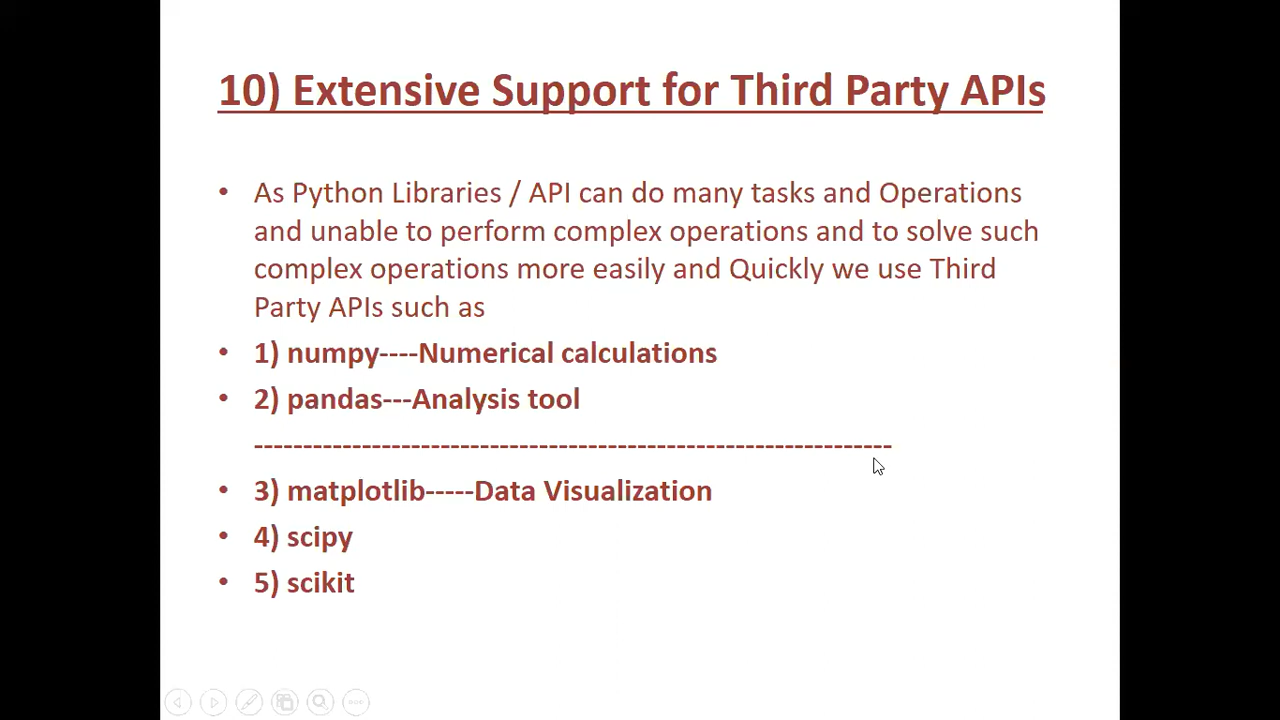 10) Extensive Support for Third Party APIs
• As Python Libraries / API can do many tasks and Operations
and unable to perform complex operations and to solve such
complex operations more easily and Quickly we use Third
Party APIs such as
• 1) numpy----Numerical calculations
• 2) pandas---Analysis tool
-----------------------------------------------------------------
• 3) matplotlib-----Data Visualization
• 4) scipy
• 5) scikit